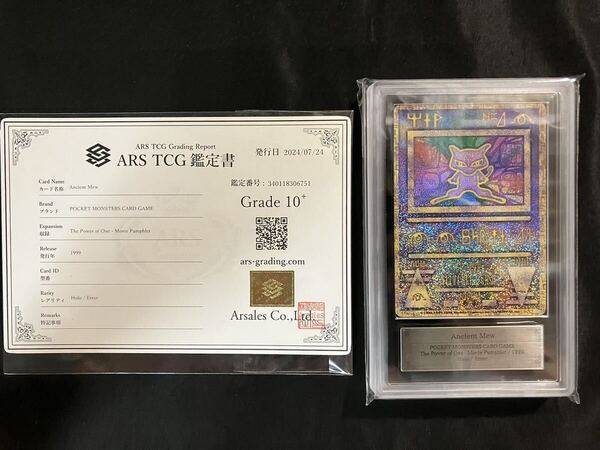 ARS TCG Grading Report
ARS TCG 鑑定書
発行日 2024/07/24
Card Name
カード名称
Ancient Mew
鑑定番号 : 340118306751
Brand
ブランド
POCKET MONSTERS CARD GAME
Grade 10+
Expansion
収録
The Power of One - Movie Pamphlet
Release
発行年
1999
ars-grading.com
Card ID
型番
Rarity
レアリティ
Holo / Error
Remarks
特記事項
Arsales Co.,Ltd.
Ancient Mew
POCKET MONSTERS CARD GAME
The Power of One - Movie Pamphlet / 1999
Holo / Error